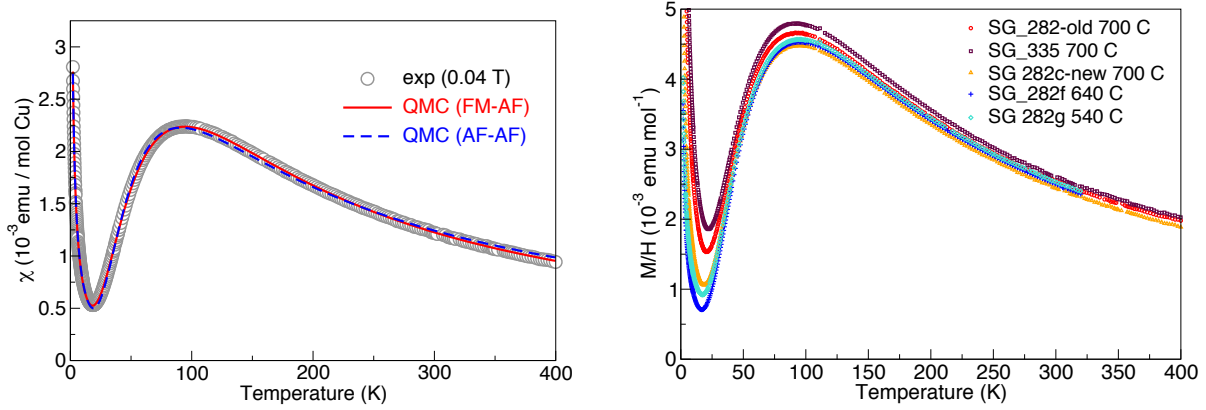 3
2.5
2
1.5
1
0.5
0
χ (10⁻³ emu / mol Cu)
exp (0.04 T)
QMC (FM-AF)
QMC (AF-AF)
0 100 200 300 400
Temperature (K)
5
4
3
2
1
0
M/H (10⁻³ emu mol⁻¹)
SG_282-old 700 C
SG_335 700 C
SG 282c-new 700 C
SG_282f 640 C
SG 282g 540 C
0 50 100 150 200 250 300 350 400
Temperature (K)